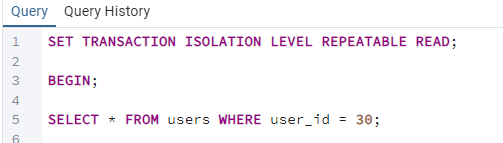 Query Query History
1 SET TRANSACTION ISOLATION LEVEL REPEATABLE READ;
2
3 BEGIN;
4
5 SELECT * FROM users WHERE user_id = 30;
6